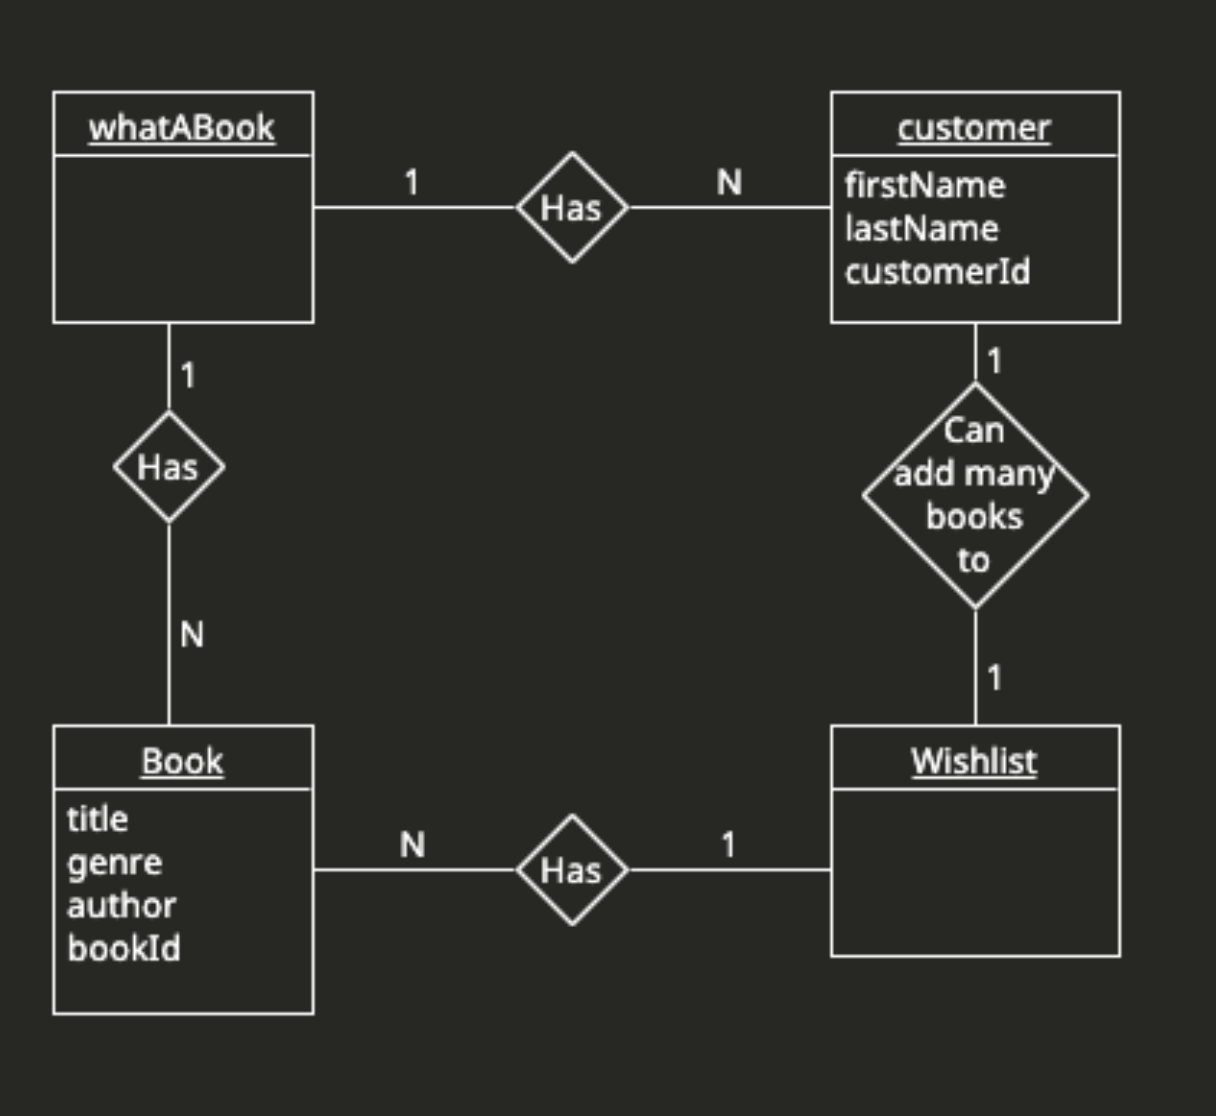 whatABook
1
Has
N
customer
firstName
lastName
customerId
1
Has
N
1
Can
add many
books
to
1
Book
title
genre
author
bookId
N
Has
1
Wishlist